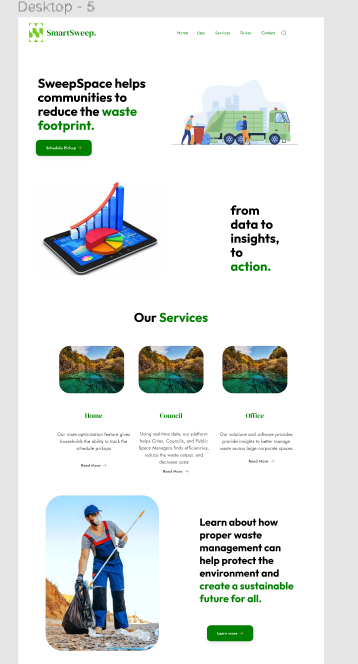 Desktop - 5
SmartSweep.
Home Uses Services Driver Contact
SweepSpace helps
communities to
reduce the waste
footprint.
Schedule Pickup →
from
data to
insights,
to
action.
Our Services
Home
Council
Office
Our route optimization feature gives
households the ability to track the
schedule pickups
Read More →
Using real-time data, our platform
helps Cities, Councils, and Public
Space Managers finds efficiencies,
reduce the waste output, and
decrease costs
Read More →
Our solutions and software provides
provide insights to better manage
waste across large corporate spaces.
Read More →
Learn about how
proper waste
management can
help protect the
environment and
create a sustainable
future for all.
Learn more →